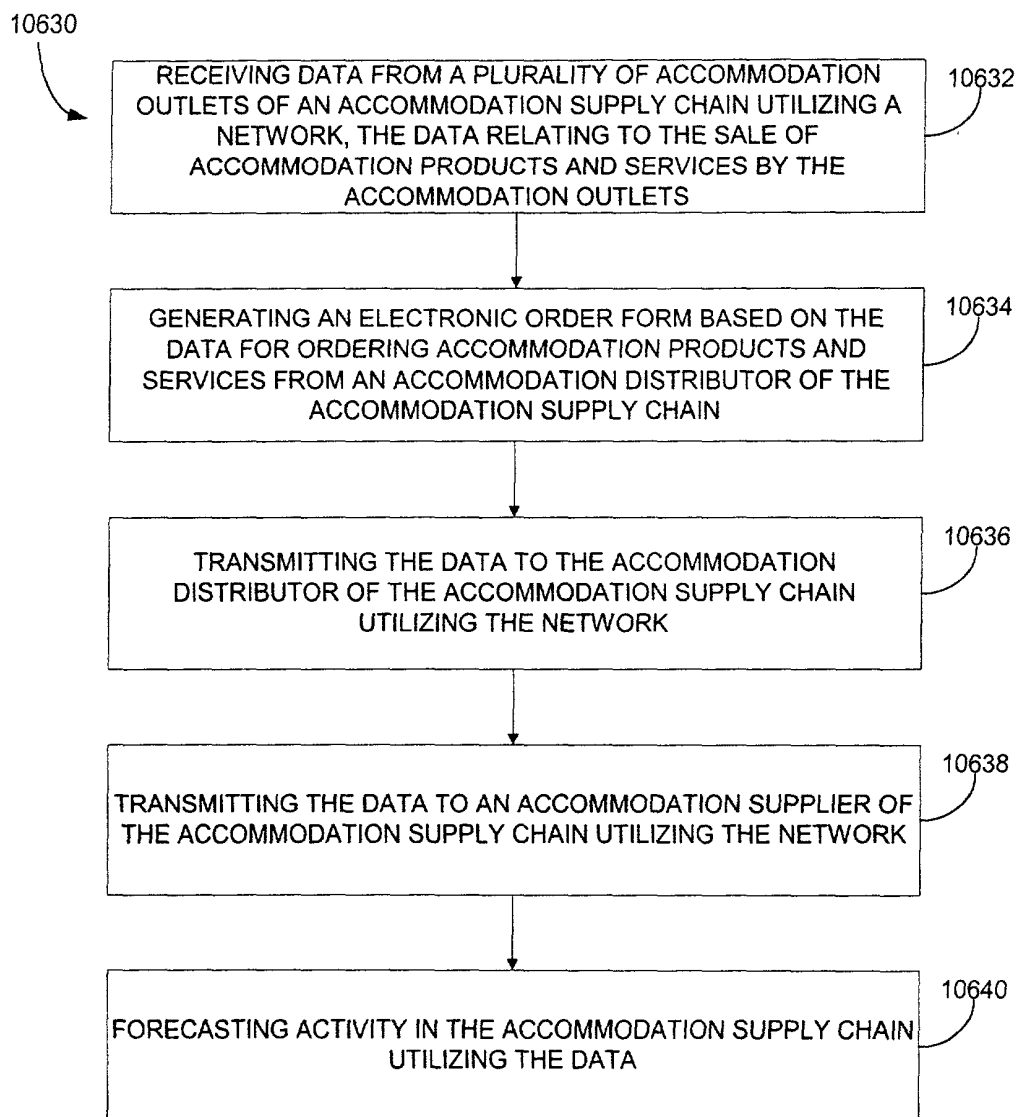 10630
RECEIVING DATA FROM A PLURALITY OF ACCOMMODATION
OUTLETS OF AN ACCOMMODATION SUPPLY CHAIN UTILIZING A
NETWORK, THE DATA RELATING TO THE SALE OF
ACCOMMODATION PRODUCTS AND SERVICES BY THE
ACCOMMODATION OUTLETS
10632
GENERATING AN ELECTRONIC ORDER FORM BASED ON THE
DATA FOR ORDERING ACCOMMODATION PRODUCTS AND
SERVICES FROM AN ACCOMMODATION DISTRIBUTOR OF THE
ACCOMMODATION SUPPLY CHAIN
10634
TRANSMITTING THE DATA TO THE ACCOMMODATION
DISTRIBUTOR OF THE ACCOMMODATION SUPPLY CHAIN
UTILIZING THE NETWORK
10636
TRANSMITTING THE DATA TO AN ACCOMMODATION SUPPLIER OF
THE ACCOMMODATION SUPPLY CHAIN UTILIZING THE NETWORK
10638
FORECASTING ACTIVITY IN THE ACCOMMODATION SUPPLY CHAIN
UTILIZING THE DATA
10640